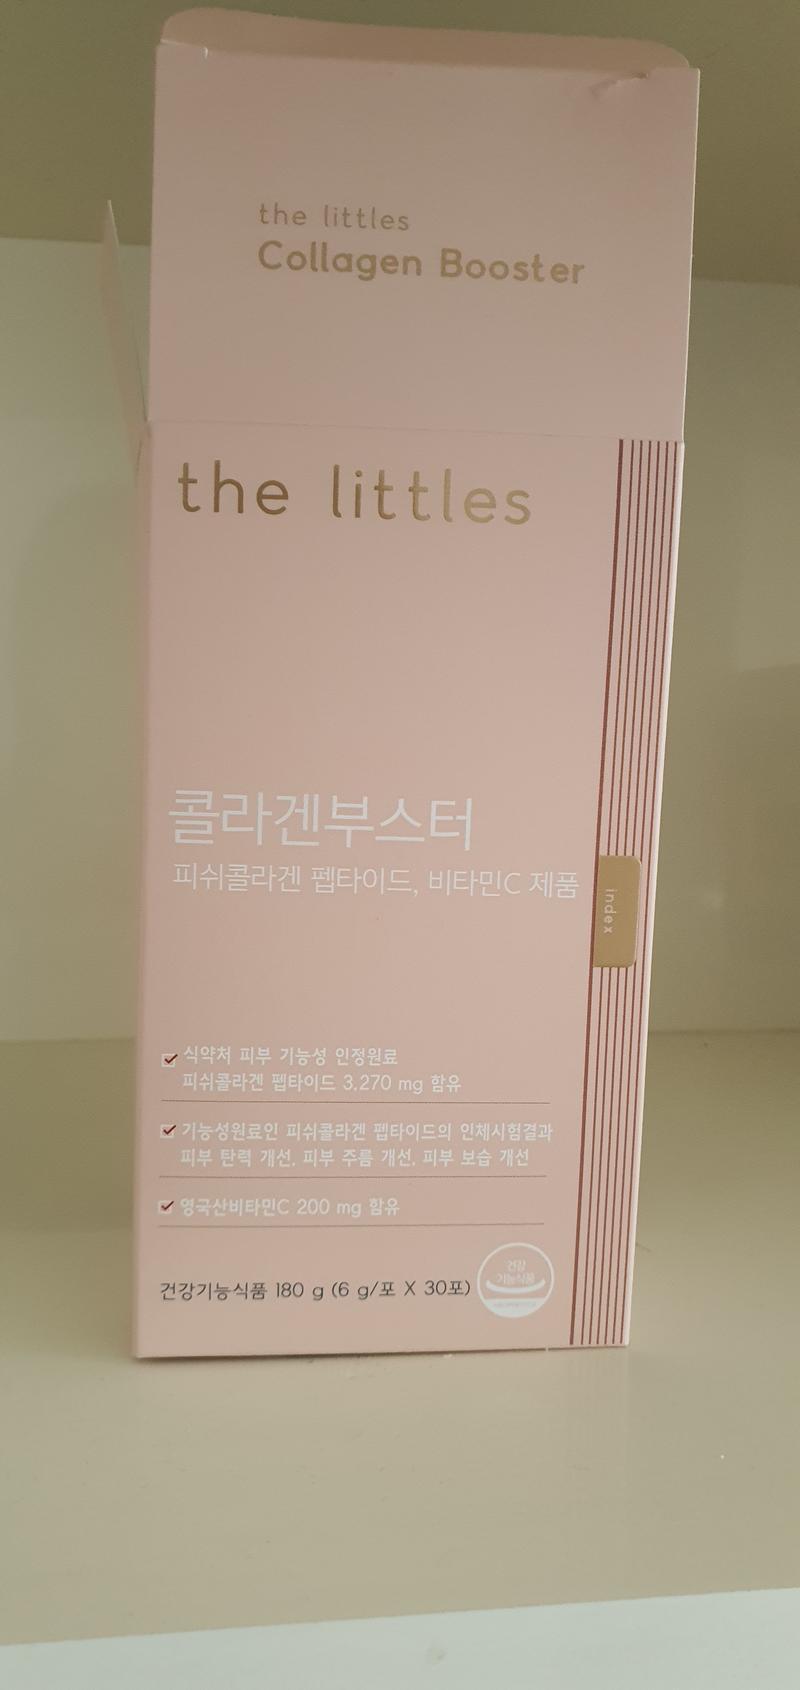 the littles
Collagen Booster
the littles
콜라겐부스터
피쉬콜라겐 펩타이드, 비타민C 제품
index
식약처 피부 기능성 인정원료
피쉬콜라겐 펩타이드 3,270 mg 함유
기능성원료인 피쉬콜라겐 펩타이드의 인체시험결과
피부 탄력 개선, 피부 주름 개선, 피부 보습 개선
영국산비타민C 200 mg 함유
건강기능식품 180 g (6 g/포 X 30포)
건강
기능식품